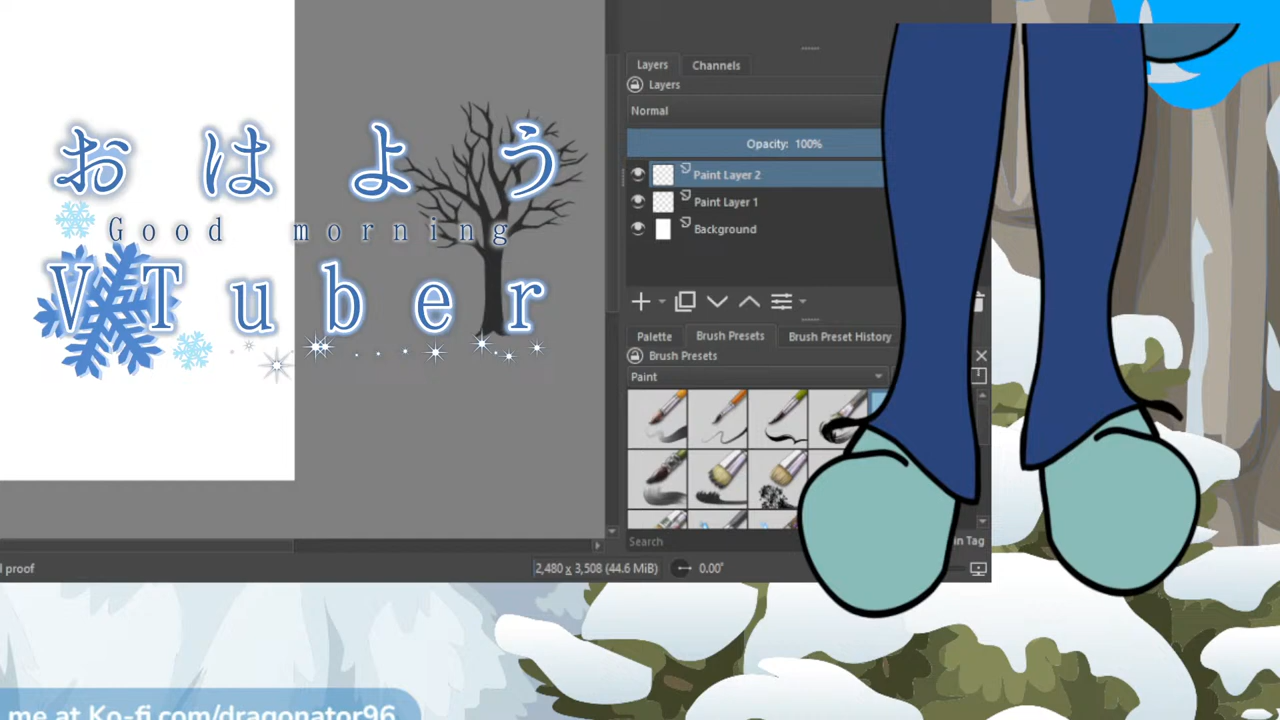 おはよう
Good morning
VTuber
Layers Channels
Layers
Normal
Opacity: 100%
Paint Layer 2
Paint Layer 1
Background
Palette Brush Presets Brush Preset History
Brush Presets
Paint
Search
in Tag
l proof
2,480 x 3,508 (44.6 MiB)
0.00°
me at Ko-fi.com/dragonator96